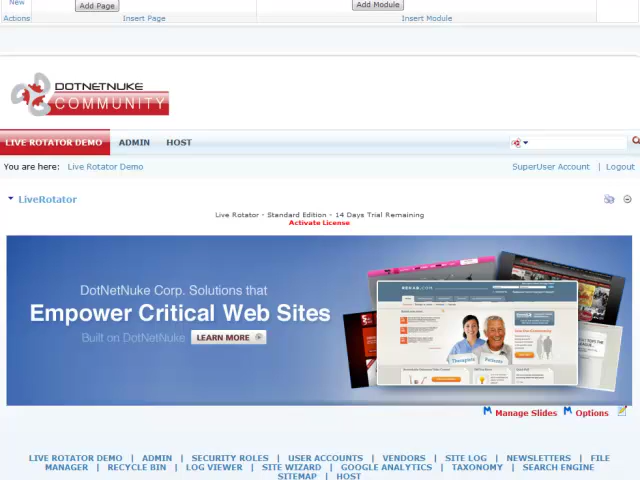 New
Add Page
Add Module
Actions
Insert Page
Insert Module
DOTNETNUKE
COMMUNITY
LIVE ROTATOR DEMO ADMIN HOST
You are here: Live Rotator Demo
SuperUser Account | Logout
LiveRotator
Live Rotator - Standard Edition - 14 Days Trial Remaining
Activate License
DotNetNuke Corp. Solutions that
Empower Critical Web Sites
Built on DotNetNuke LEARN MORE
REHAB.COM
Therapists
Patients
Manage Slides Options
LIVE ROTATOR DEMO | ADMIN | SECURITY ROLES | USER ACCOUNTS | VENDORS | SITE LOG | NEWSLETTERS | FILE
MANAGER | RECYCLE BIN | LOG VIEWER | SITE WIZARD | GOOGLE ANALYTICS | TAXONOMY | SEARCH ENGINE
SITEMAP | HOST